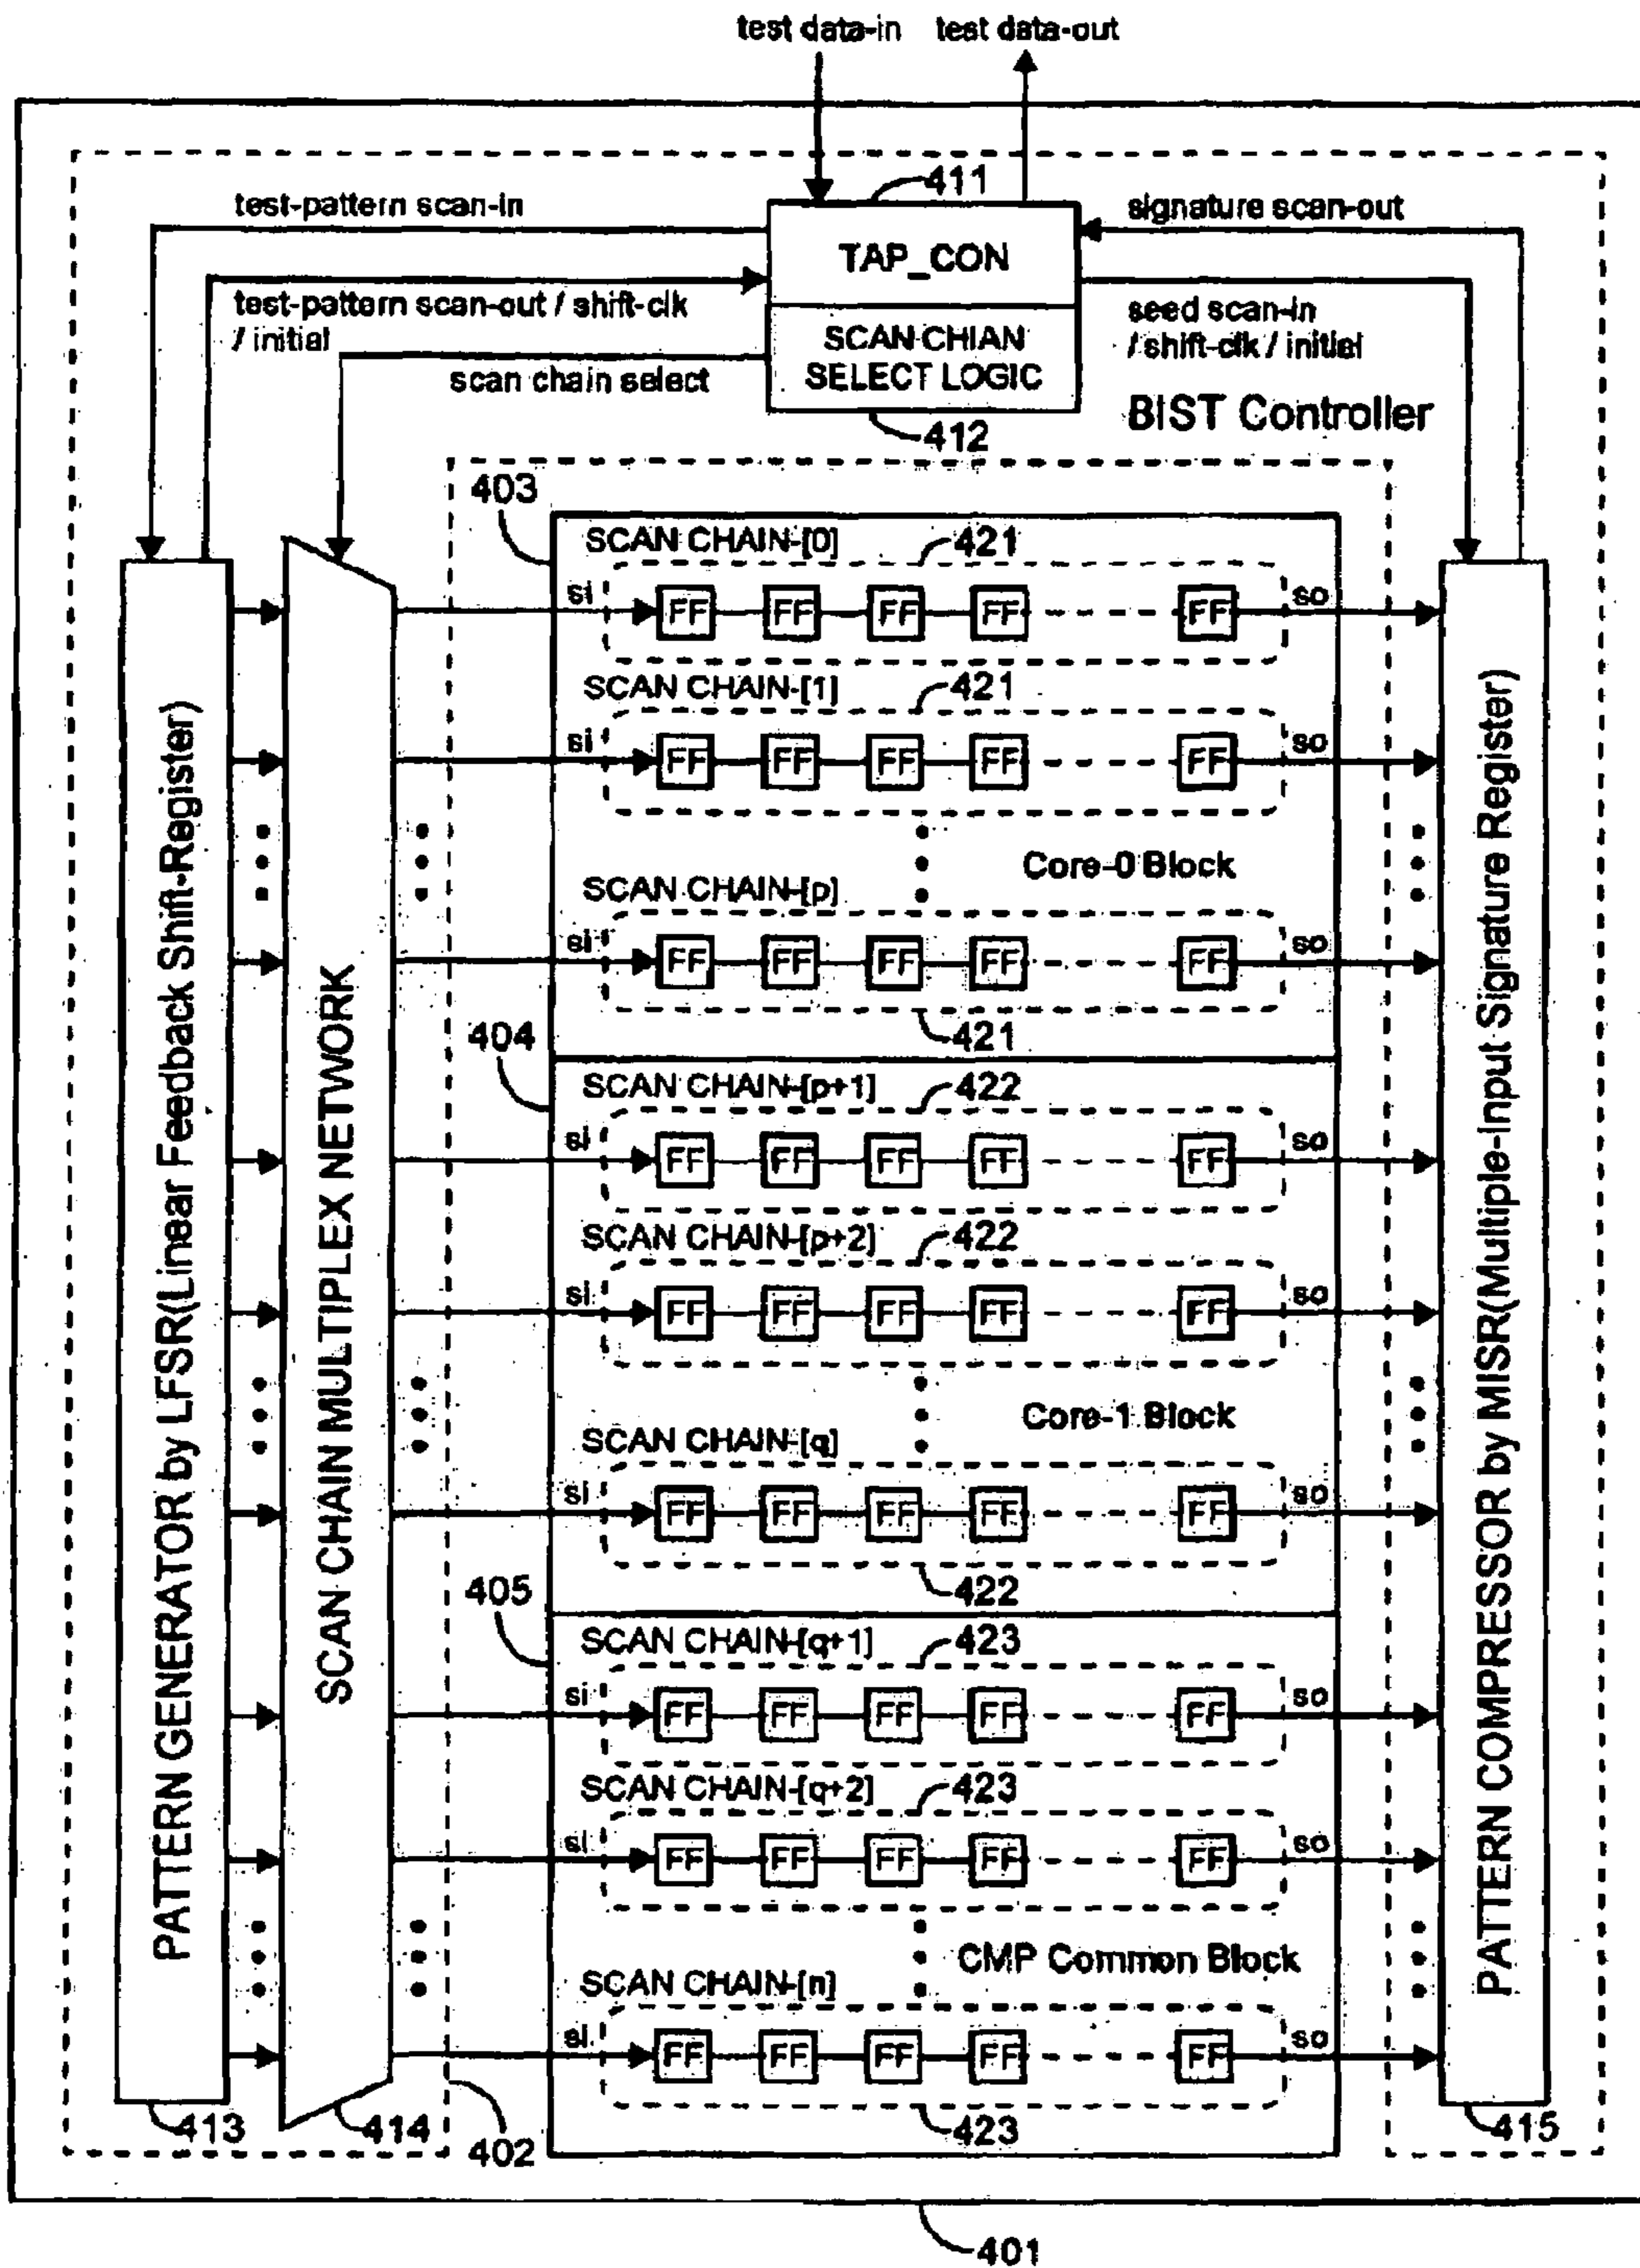 test data-in test data-out
411
test-pattern scan-in
signature scan-out
TAP_CON
test-pattern scan-out / shift-clk
/ initial
seed scan-in
/ shift-clk / initial
SCAN CHIAN
SELECT LOGIC
scan chain select
412
BIST Controller
403
SCAN CHAIN-[0] 421
si FF FF FF FF FF so
SCAN CHAIN-[1] 421
si FF FF FF FF FF so
Core-0 Block
SCAN CHAIN-[p]
si FF FF FF FF FF so
421
404
SCAN CHAIN-[p+1] 422
si FF FF FF FF FF so
SCAN CHAIN-[p+2] 422
si FF FF FF FF FF so
Core-1 Block
SCAN CHAIN-[q]
si FF FF FF FF FF so
422
405
SCAN CHAIN-[q+1] 423
si FF FF FF FF FF so
SCAN CHAIN-[q+2] 423
si FF FF FF FF FF so
CMP Common Block
SCAN CHAIN-[n]
si FF FF FF FF FF so
423
PATTERN GENERATOR by LFSR(Linear Feedback Shift-Register)
SCAN CHAIN MULTIPLEX NETWORK
PATTERN COMPRESSOR by MISR(Multiple-Input Signature Register)
413
414
402
415
401